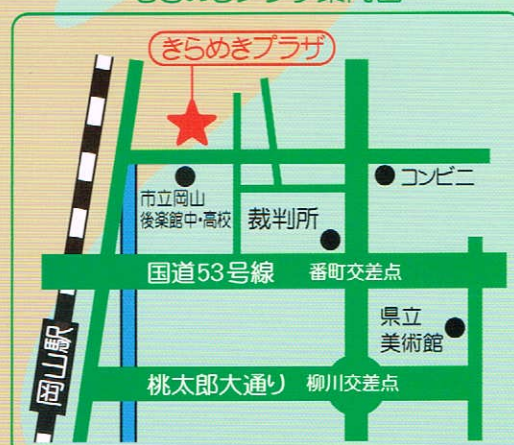 きらめきプラザ
市立岡山
後楽館中・高校
裁判所
コンビニ
国道53号線
番町交差点
県立
美術館
岡山駅
桃太郎大通り
柳川交差点